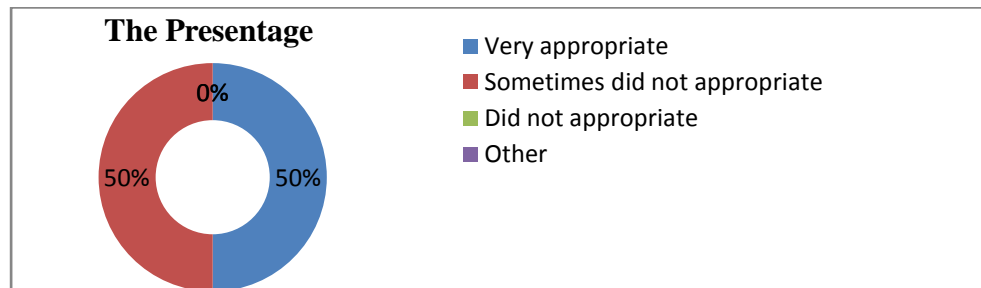 The Presentage
0%
50%
50%
Very appropriate
Sometimes did not appropriate
Did not appropriate
Other